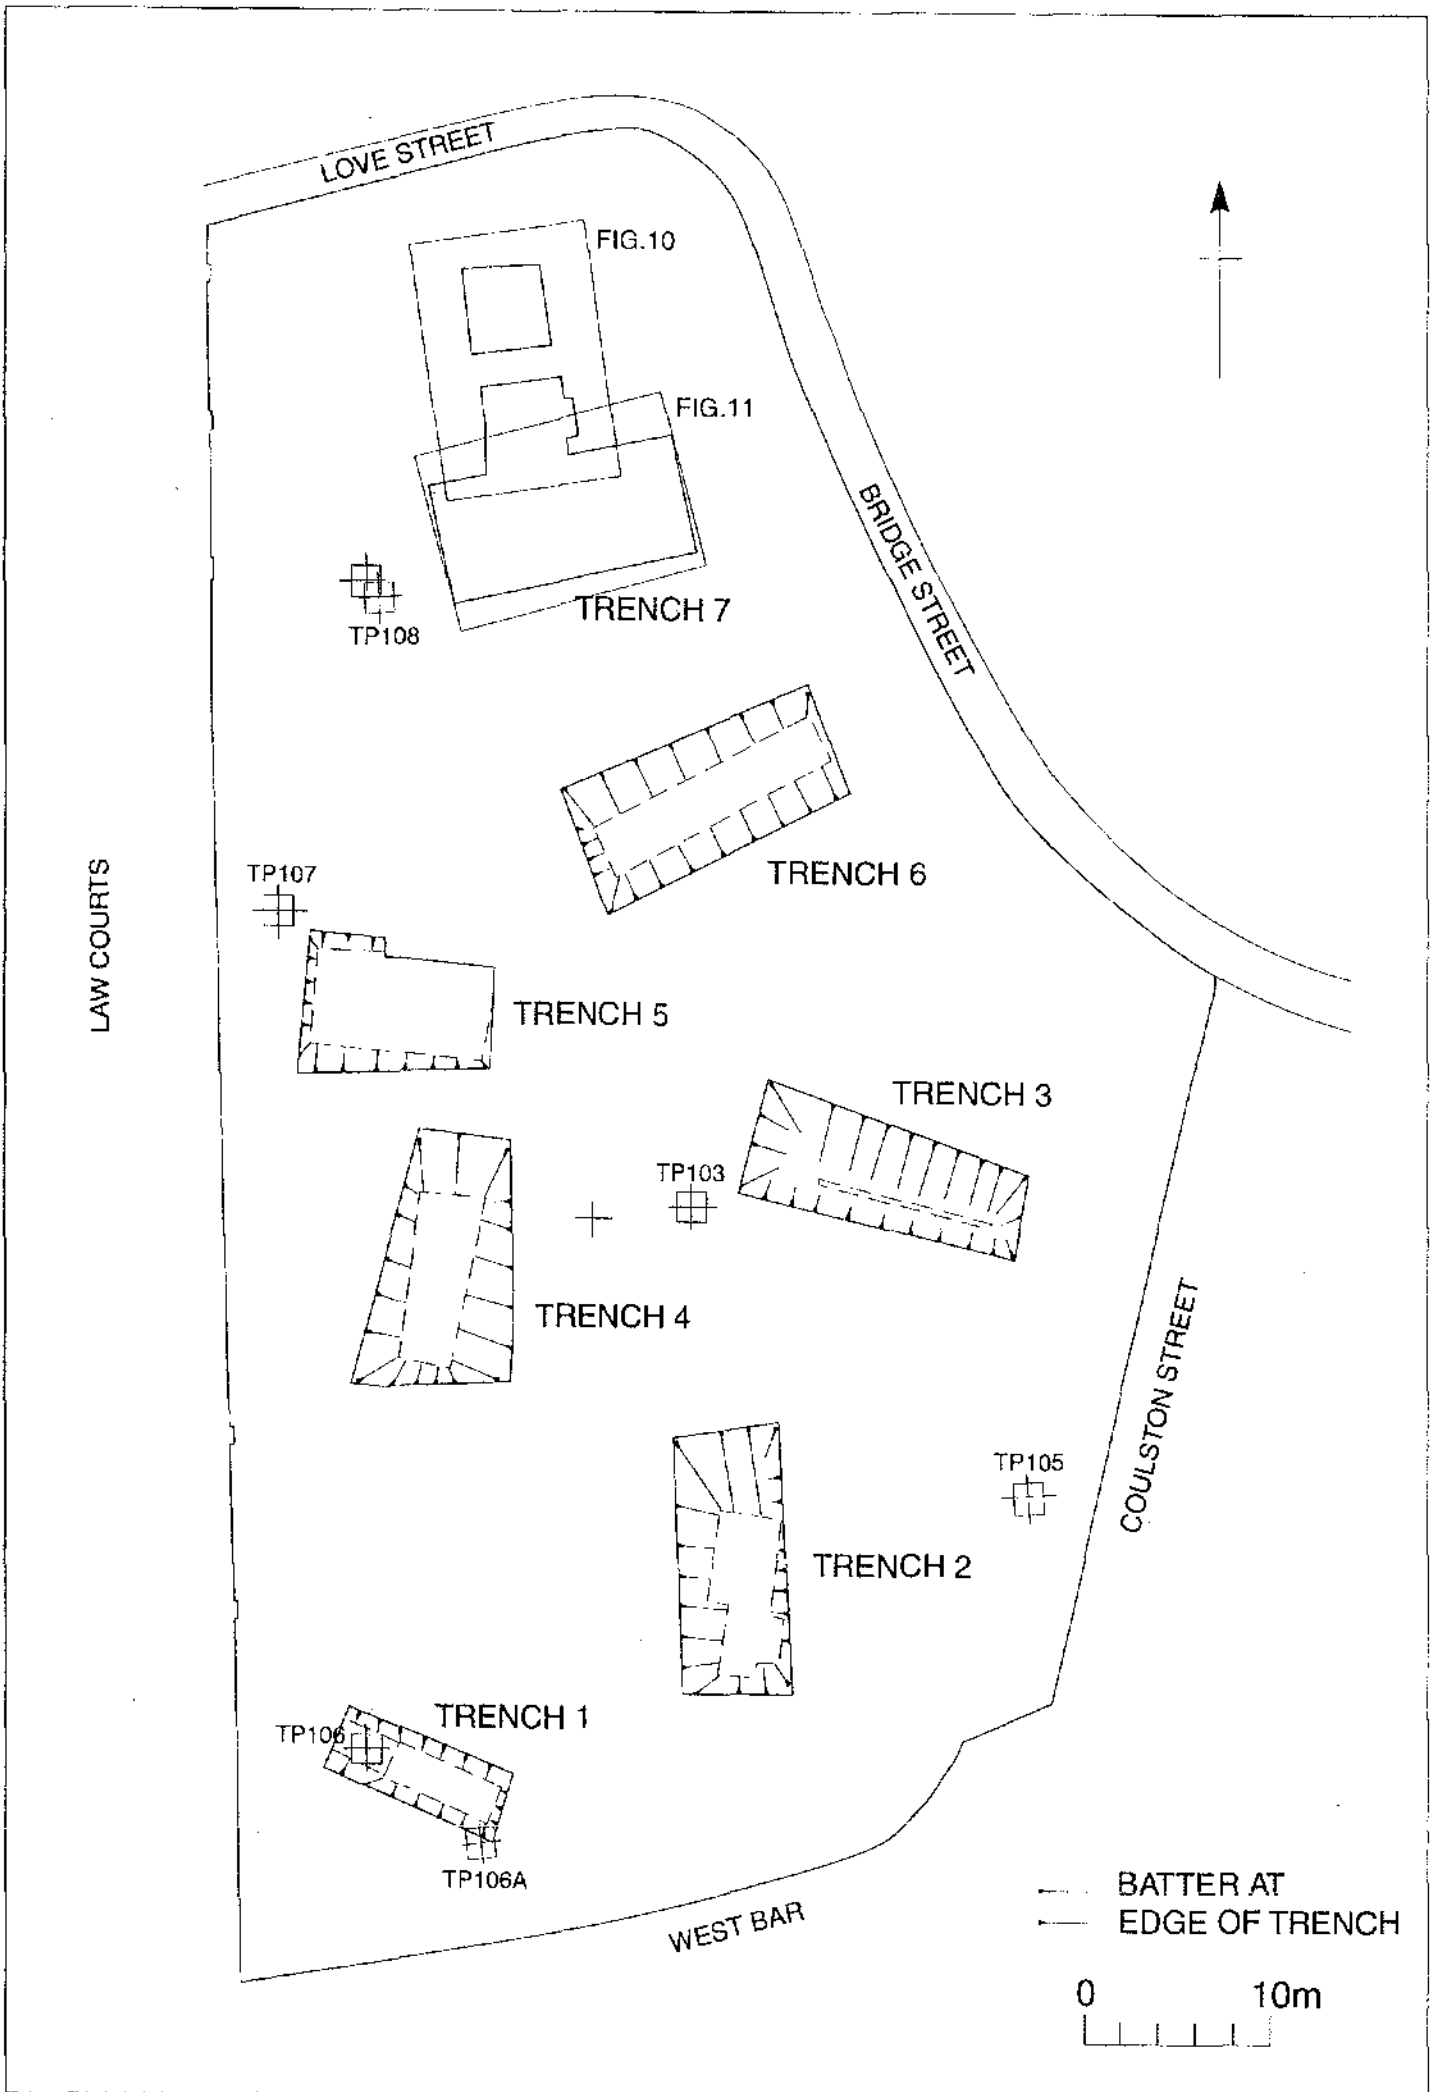 LOVE STREET
FIG.10
FIG.11
BRIDGE STREET
TRENCH 7
TP108
TRENCH 6
TP107
LAW COURTS
TRENCH 5
TRENCH 3
TP103
TRENCH 4
COULSTON STREET
TP105
TRENCH 2
TRENCH 1
TP106
TP106A
WEST BAR
BATTER AT
EDGE OF TRENCH
0 10m